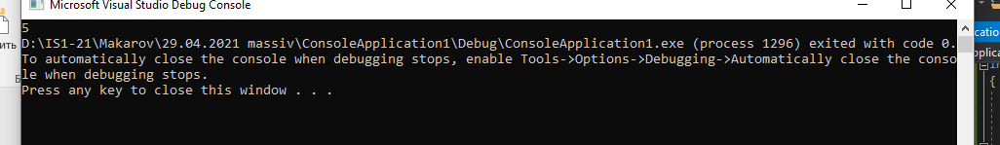 Microsoft Visual Studio Debug Console
5
D:\IS1-21\Makarov\29.04.2021 massiv\ConsoleApplication1\Debug\ConsoleApplication1.exe (process 1296) exited with code 0.
To automatically close the console when debugging stops, enable Tools->Options->Debugging->Automatically close the conso
le when debugging stops.
Press any key to close this window . . .
ить
catio
pplica
{